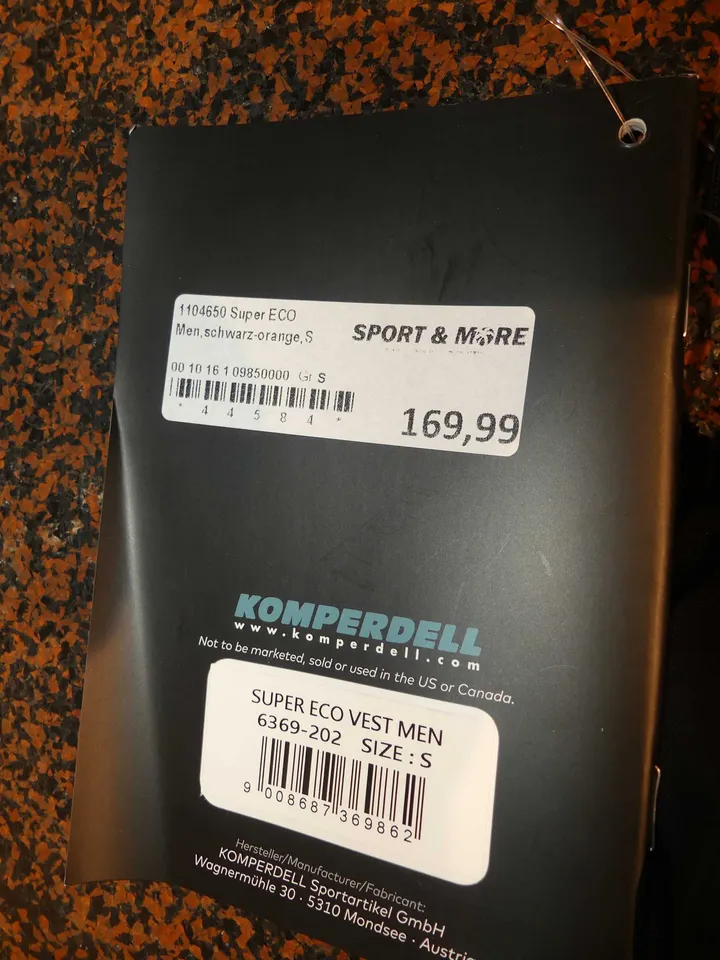 1104650 Super ECO
Men,schwarz-orange,S
SPORT & MORE
00 10 16 1 09850000 Gr S
* 4 4 5 8 4 *
169,99
KOMPERDELL
www.komperdell.com
Not to be marketed, sold or used in the US or Canada.
SUPER ECO VEST MEN
6369-202 SIZE : S
9 008687 369862
Hersteller/Manufacturer/Fabricant:
KOMPERDELL Sportartikel GmbH
Wagnermühle 30 · 5310 Mondsee · Austria